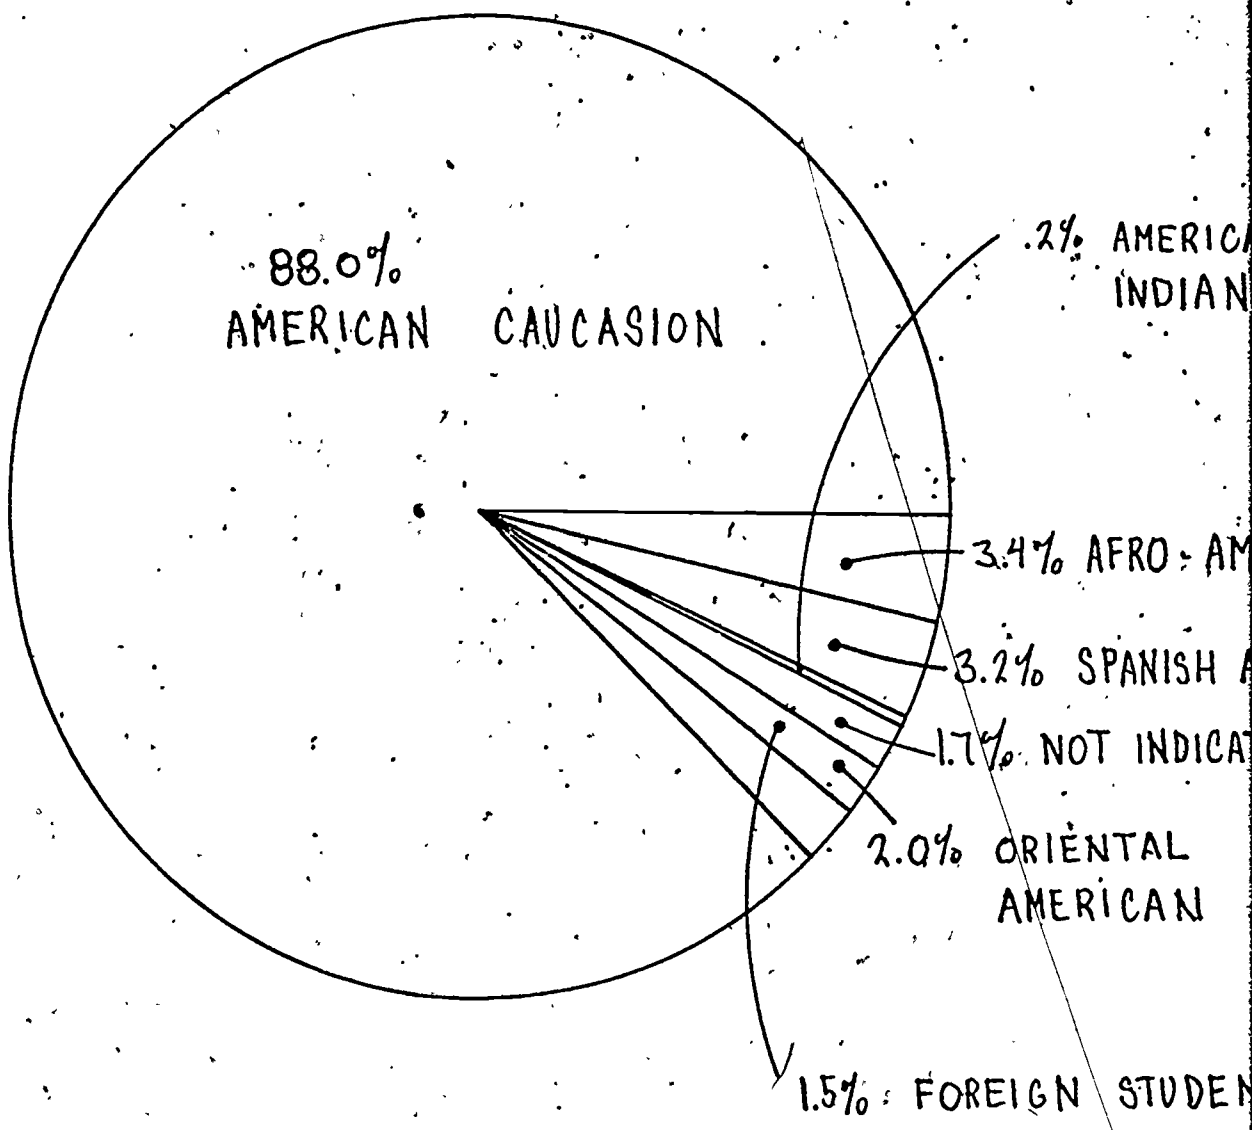 88.0%
AMERICAN CAUCASION
.2% AMERICA
INDIAN
3.4% AFRO-AM
3.2% SPANISH A
1.7% NOT INDICAT
2.0% ORIENTAL
AMERICAN
1.5% FOREIGN STUDEN